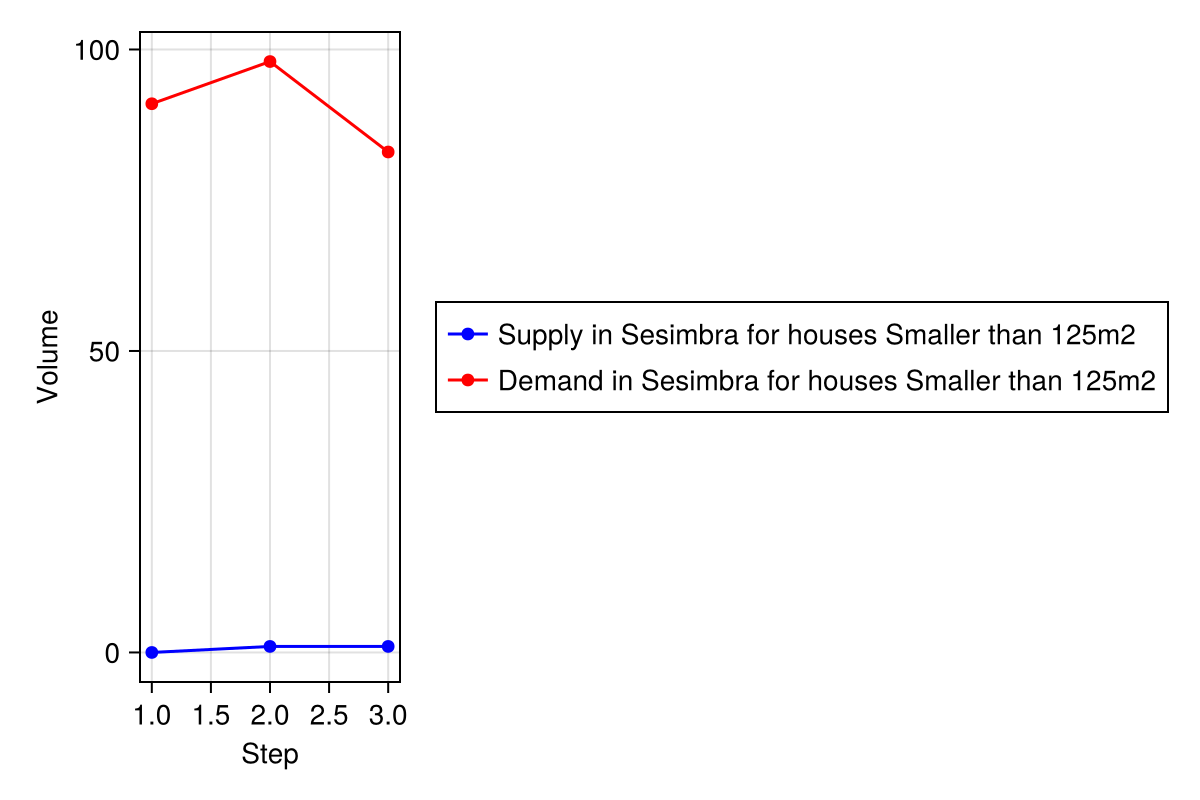 100
50
0
Volume
1.0 1.5 2.0 2.5 3.0
Step
Supply in Sesimbra for houses Smaller than 125m2
Demand in Sesimbra for houses Smaller than 125m2